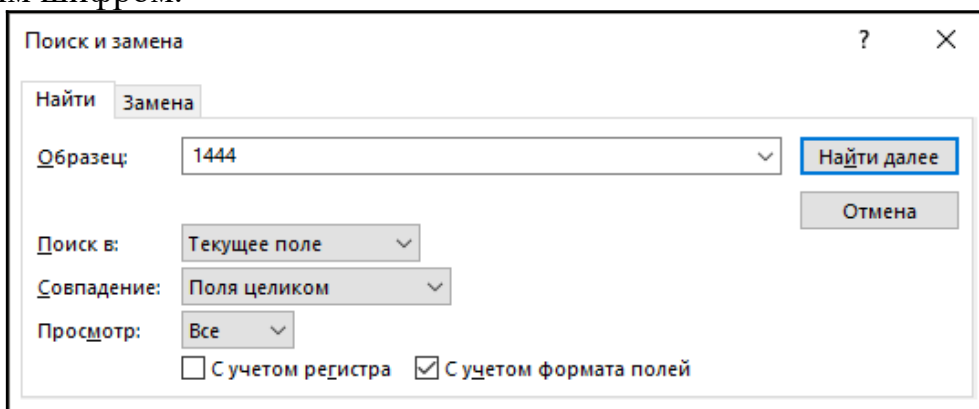 Поиск и замена ?
Найти Замена
Образец: 1444 Найти далее
Отмена
Поиск в: Текущее поле
Совпадение: Поля целиком
Просмотр: Все
С учетом регистра С учетом формата полей